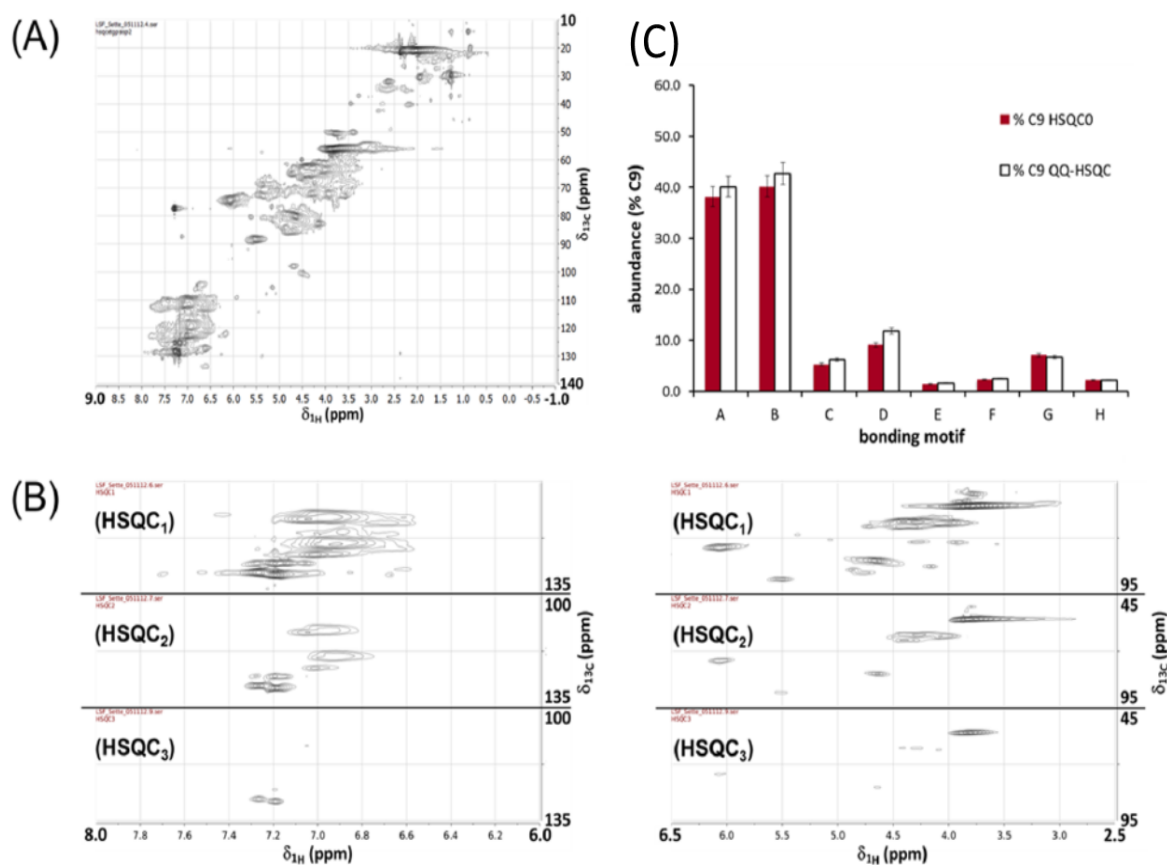 (A)
LSF_Sette_051112.4.ser
10
20
30
40
50
60
70
80
90
100
110
120
130
140
δ13C (ppm)
9.0 8.5 8.0 7.5 7.0 6.5 6.0 5.5 5.0 4.5 4.0 3.5 3.0 2.5 2.0 1.5 1.0 0.5 0.0 -0.5 -1.0
δ1H (ppm)
(C)
60.0
50.0
40.0
30.0
20.0
10.0
0.0
abundance (% C9)
% C9 HSQC0
% C9 QQ-HSQC
A B C D E F G H
bonding motif
(B)
LSF_Sette_051112.6.ser
HSQC1
(HSQC1)
135
LSF_Sette_051112.7.ser
HSQC2
100
(HSQC2)
135
LSF_Sette_051112.9.ser
HSQC3
100
(HSQC3)
135
δ13C (ppm)
8.0 7.8 7.6 7.4 7.2 7.0 6.8 6.6 6.4 6.2 6.0
δ1H (ppm)
LSF_Sette_051112.6.ser
HSQC1
(HSQC1)
95
LSF_Sette_051112.7.ser
HSQC2
45
(HSQC2)
95
LSF_Sette_051112.9.ser
HSQC3
45
(HSQC3)
95
δ13C (ppm)
6.5 6.0 5.5 5.0 4.5 4.0 3.5 3.0 2.5
δ1H (ppm)